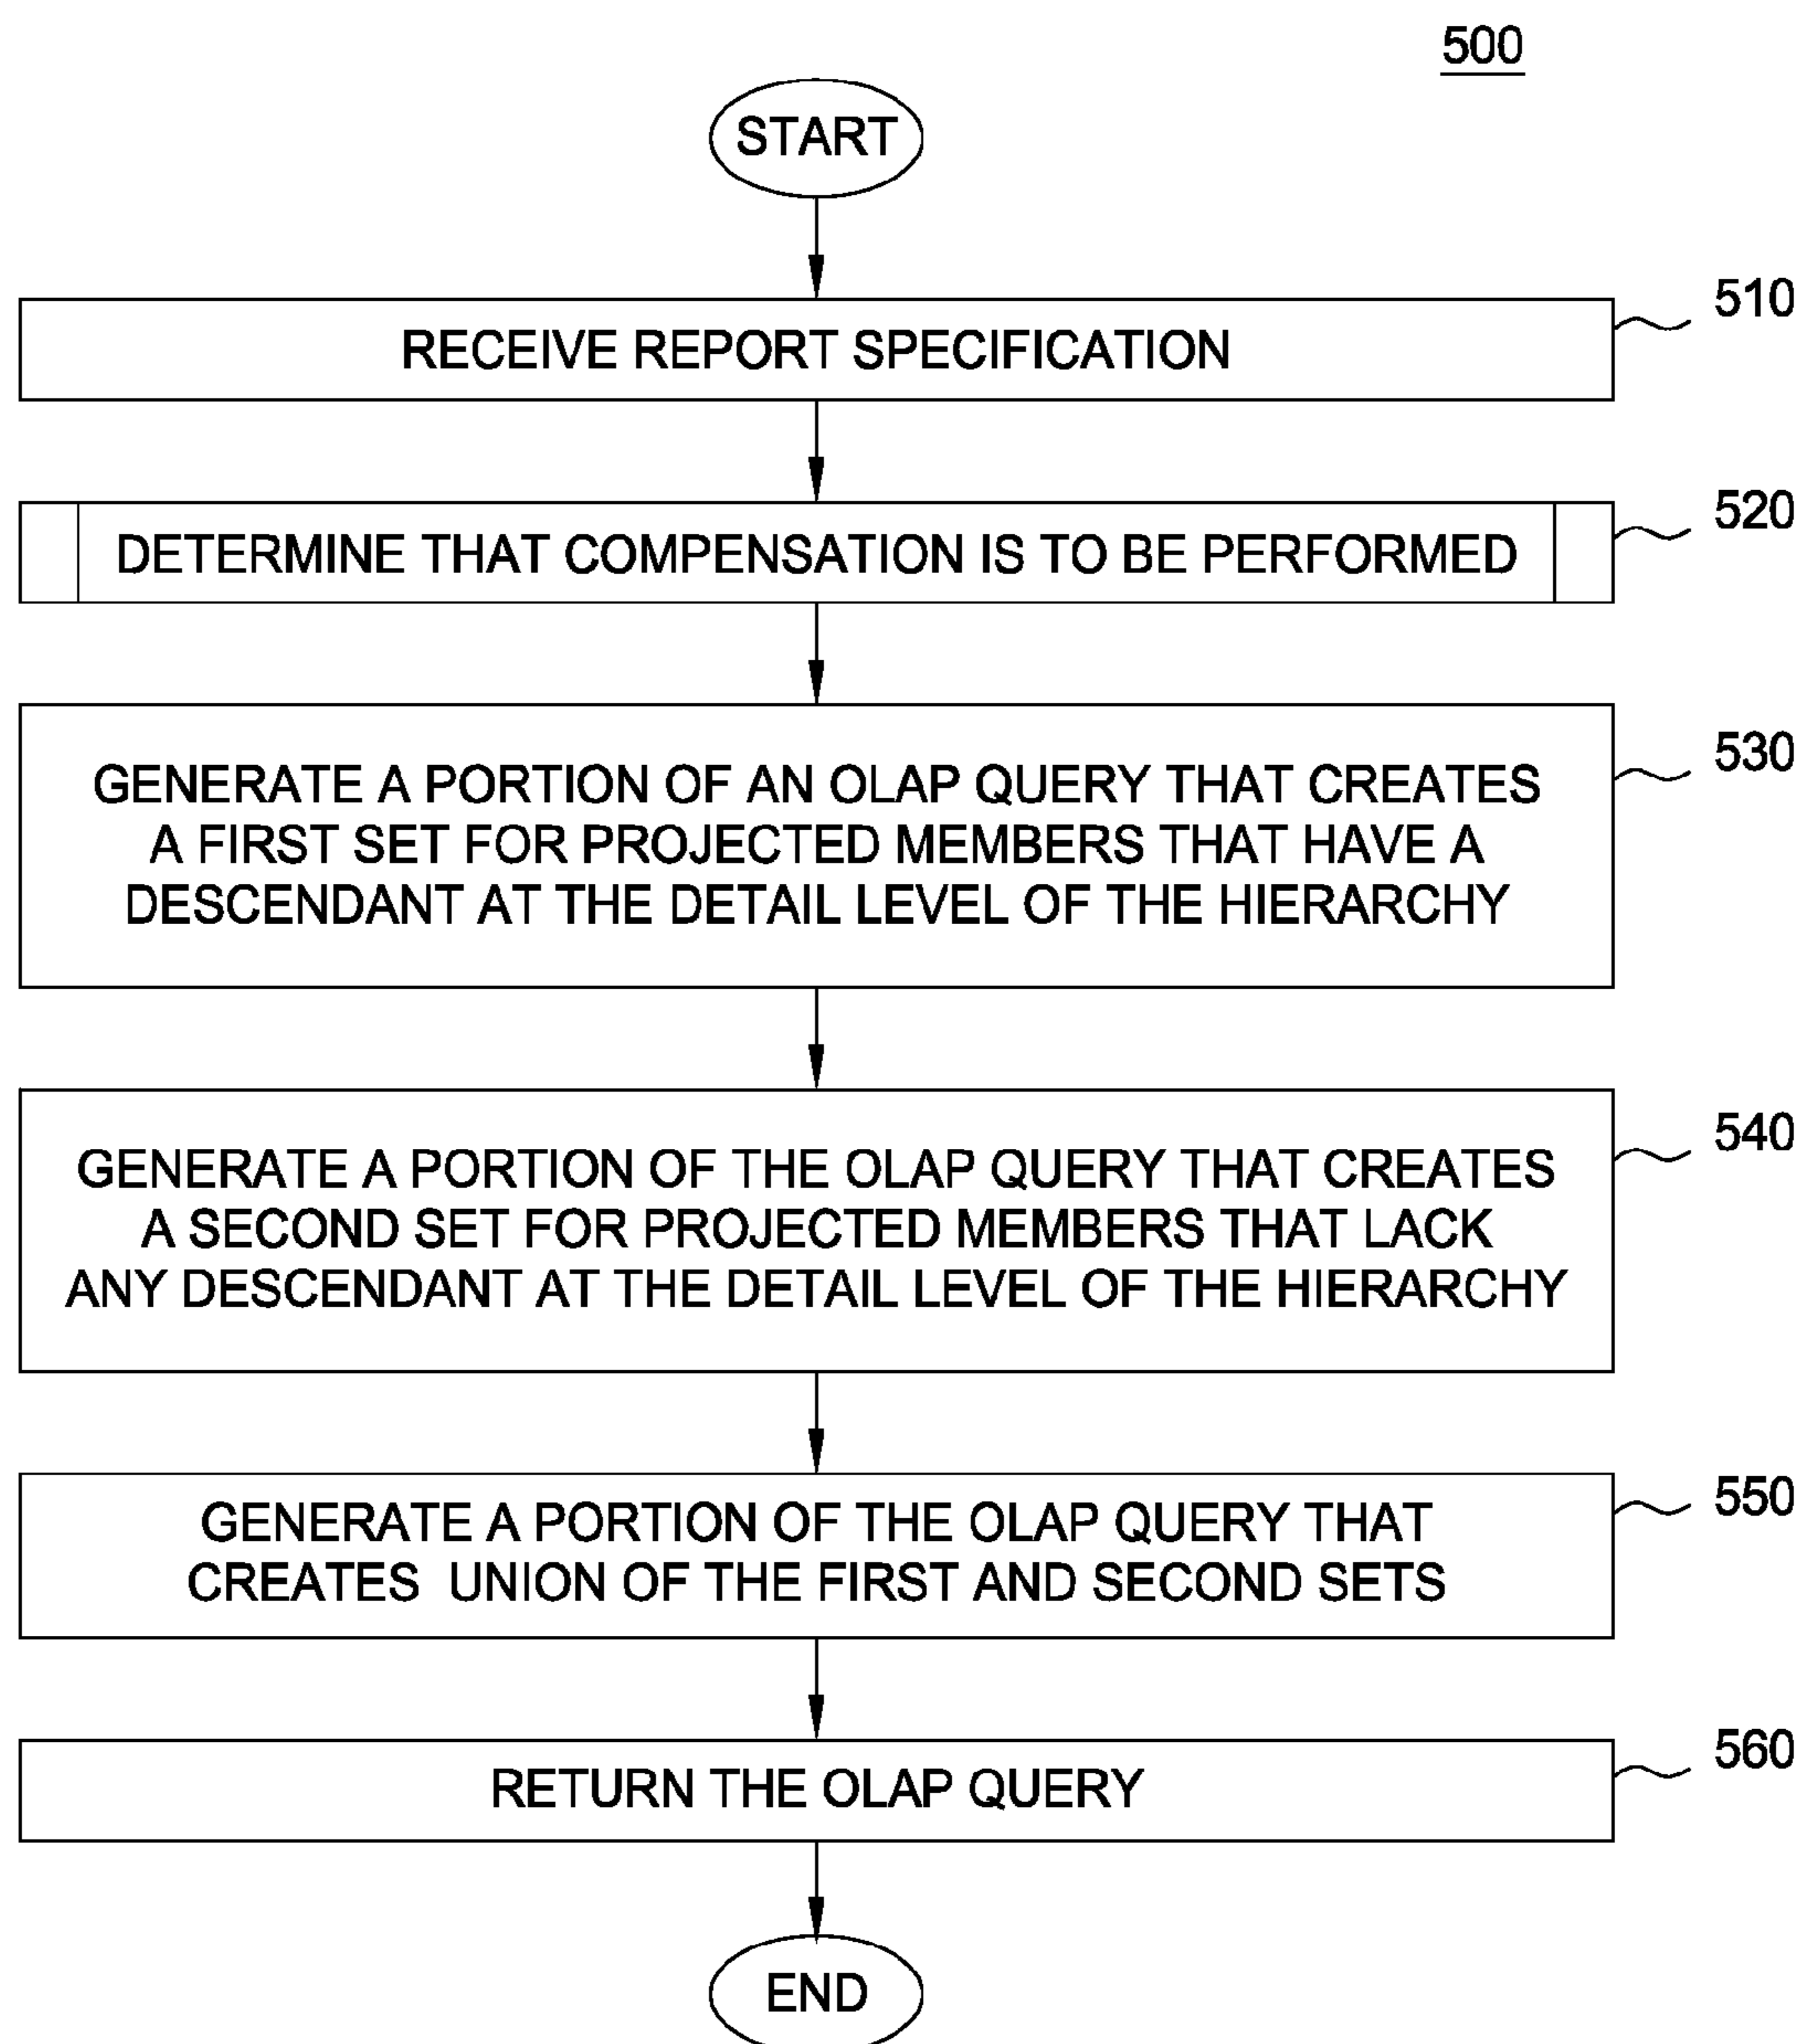 500
START
RECEIVE REPORT SPECIFICATION
510
DETERMINE THAT COMPENSATION IS TO BE PERFORMED
520
GENERATE A PORTION OF AN OLAP QUERY THAT CREATES
A FIRST SET FOR PROJECTED MEMBERS THAT HAVE A
DESCENDANT AT THE DETAIL LEVEL OF THE HIERARCHY
530
GENERATE A PORTION OF THE OLAP QUERY THAT CREATES
A SECOND SET FOR PROJECTED MEMBERS THAT LACK
ANY DESCENDANT AT THE DETAIL LEVEL OF THE HIERARCHY
540
GENERATE A PORTION OF THE OLAP QUERY THAT
CREATES UNION OF THE FIRST AND SECOND SETS
550
RETURN THE OLAP QUERY
560
END